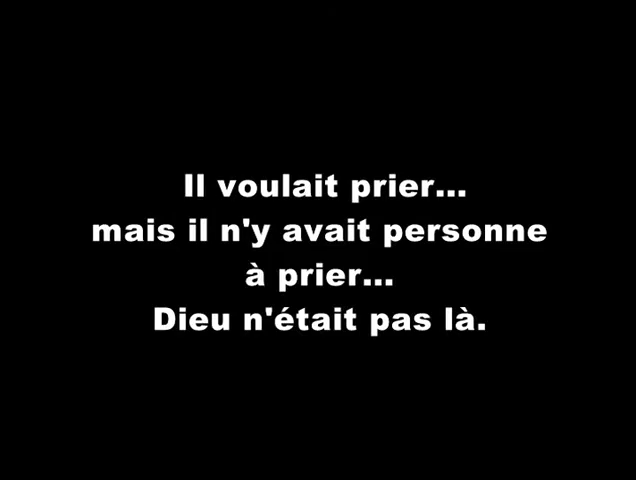 Il voulait prier...
mais il n'y avait personne
à prier...
Dieu n'était pas là.